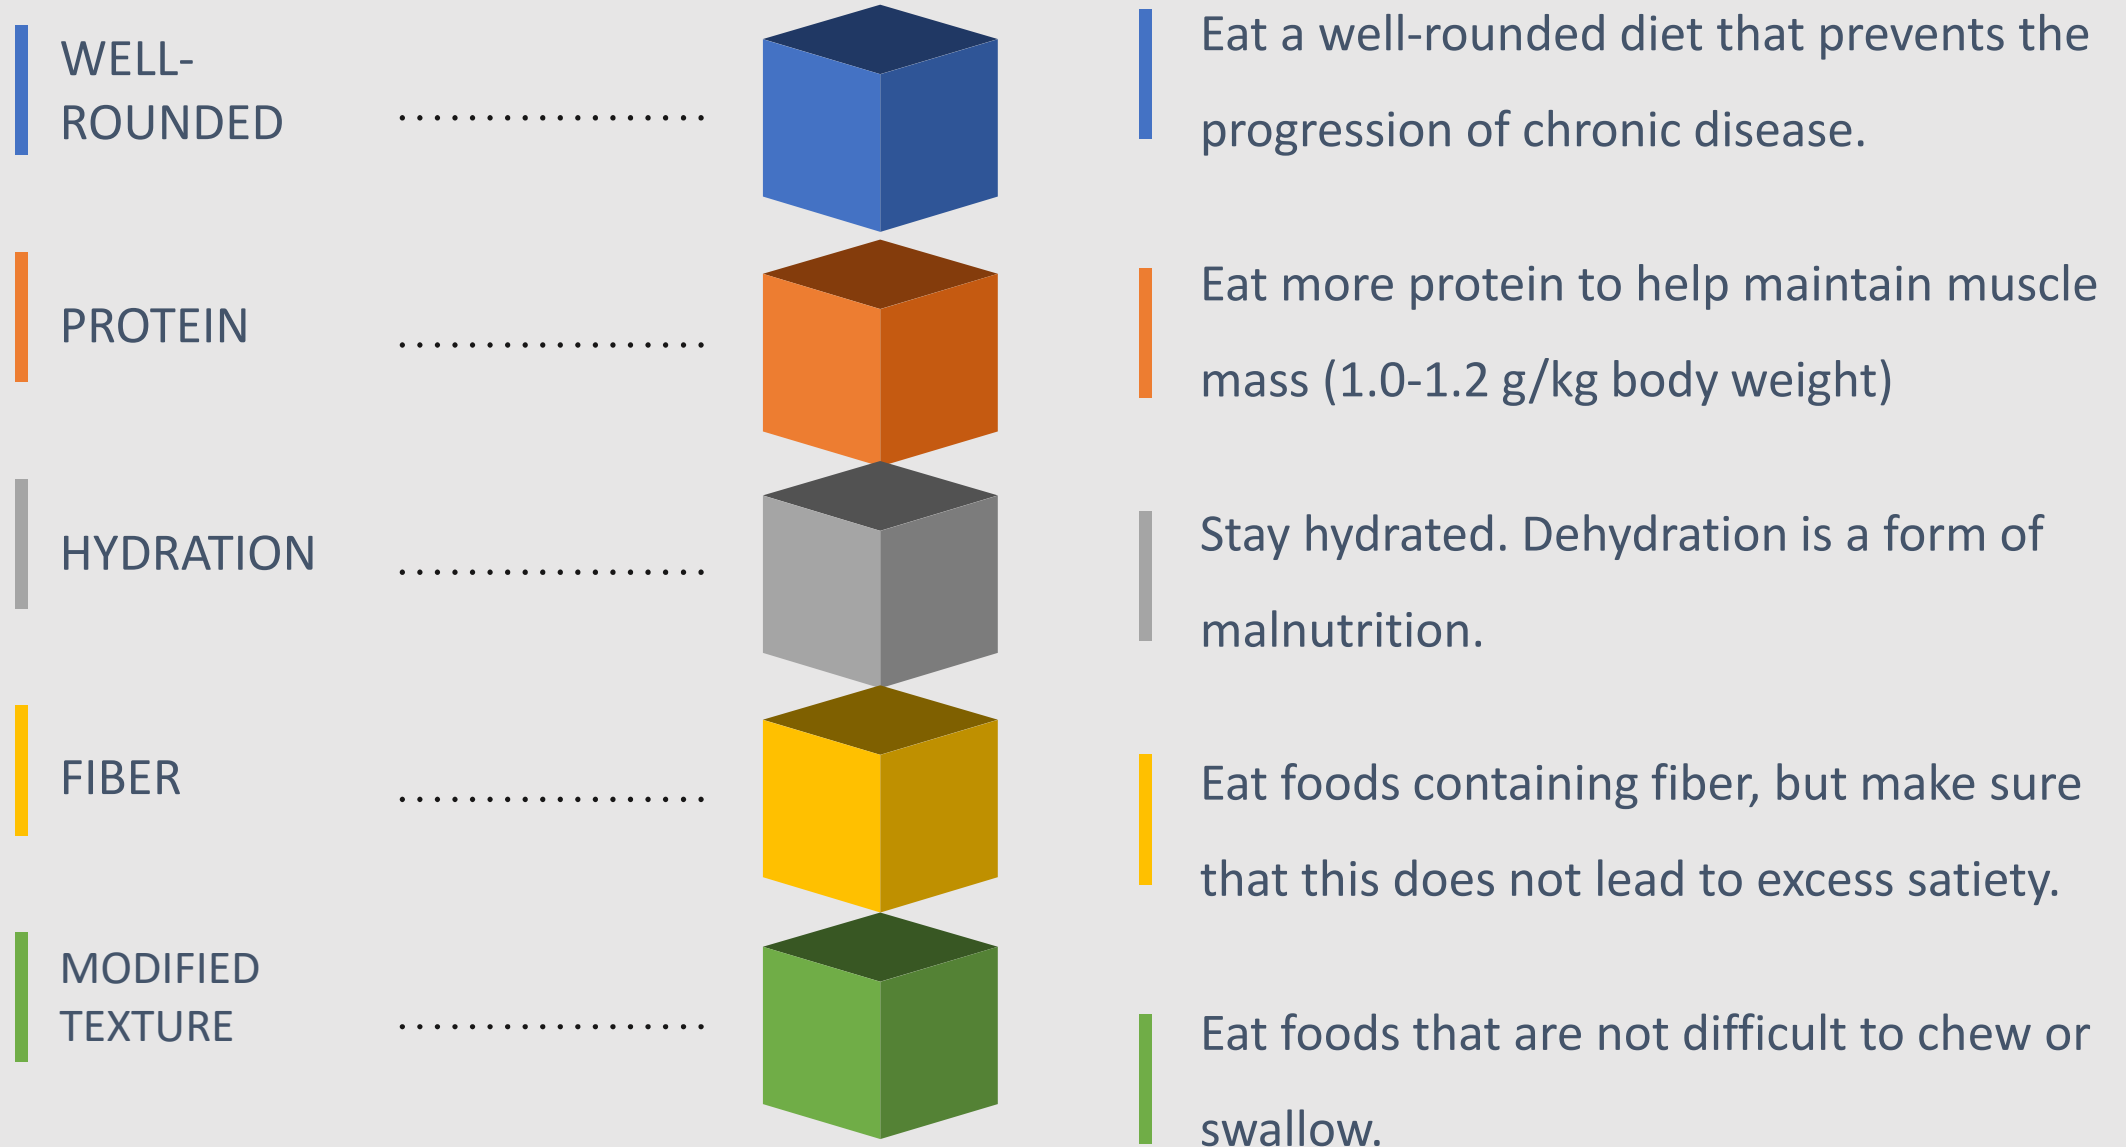 WELL-
ROUNDED
Eat a well-rounded diet that prevents the
progression of chronic disease.
PROTEIN
Eat more protein to help maintain muscle
mass (1.0-1.2 g/kg body weight)
HYDRATION
Stay hydrated. Dehydration is a form of
malnutrition.
FIBER
Eat foods containing fiber, but make sure
that this does not lead to excess satiety.
MODIFIED
TEXTURE
Eat foods that are not difficult to chew or
swallow.